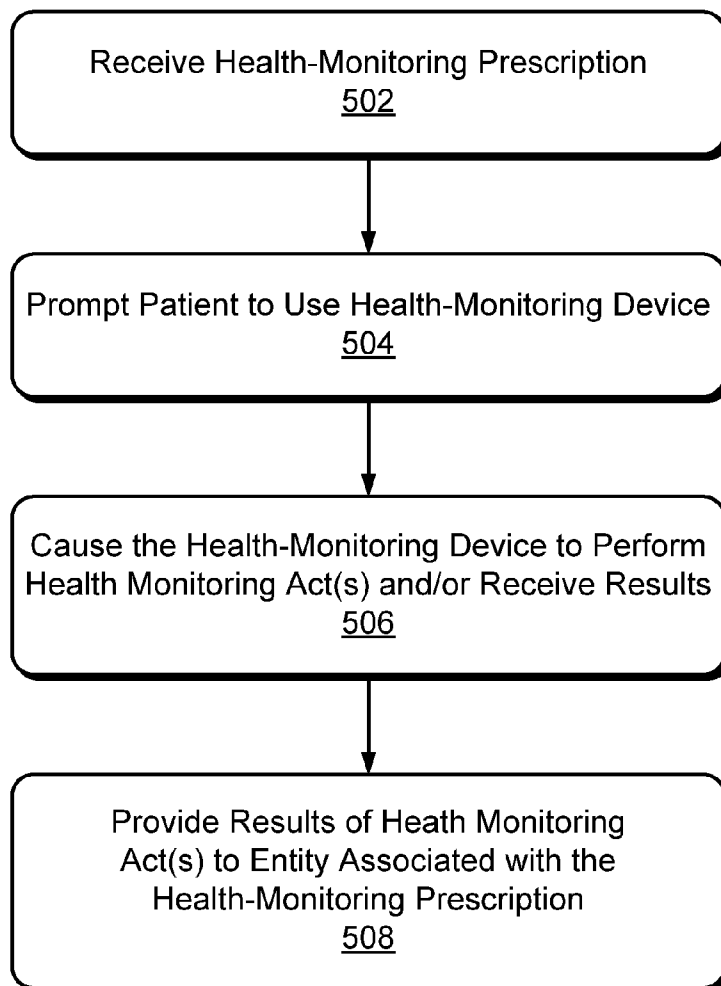 Receive Health-Monitoring Prescription
502
Prompt Patient to Use Health-Monitoring Device
504
Cause the Health-Monitoring Device to Perform
Health Monitoring Act(s) and/or Receive Results
506
Provide Results of Heath Monitoring
Act(s) to Entity Associated with the
Health-Monitoring Prescription
508